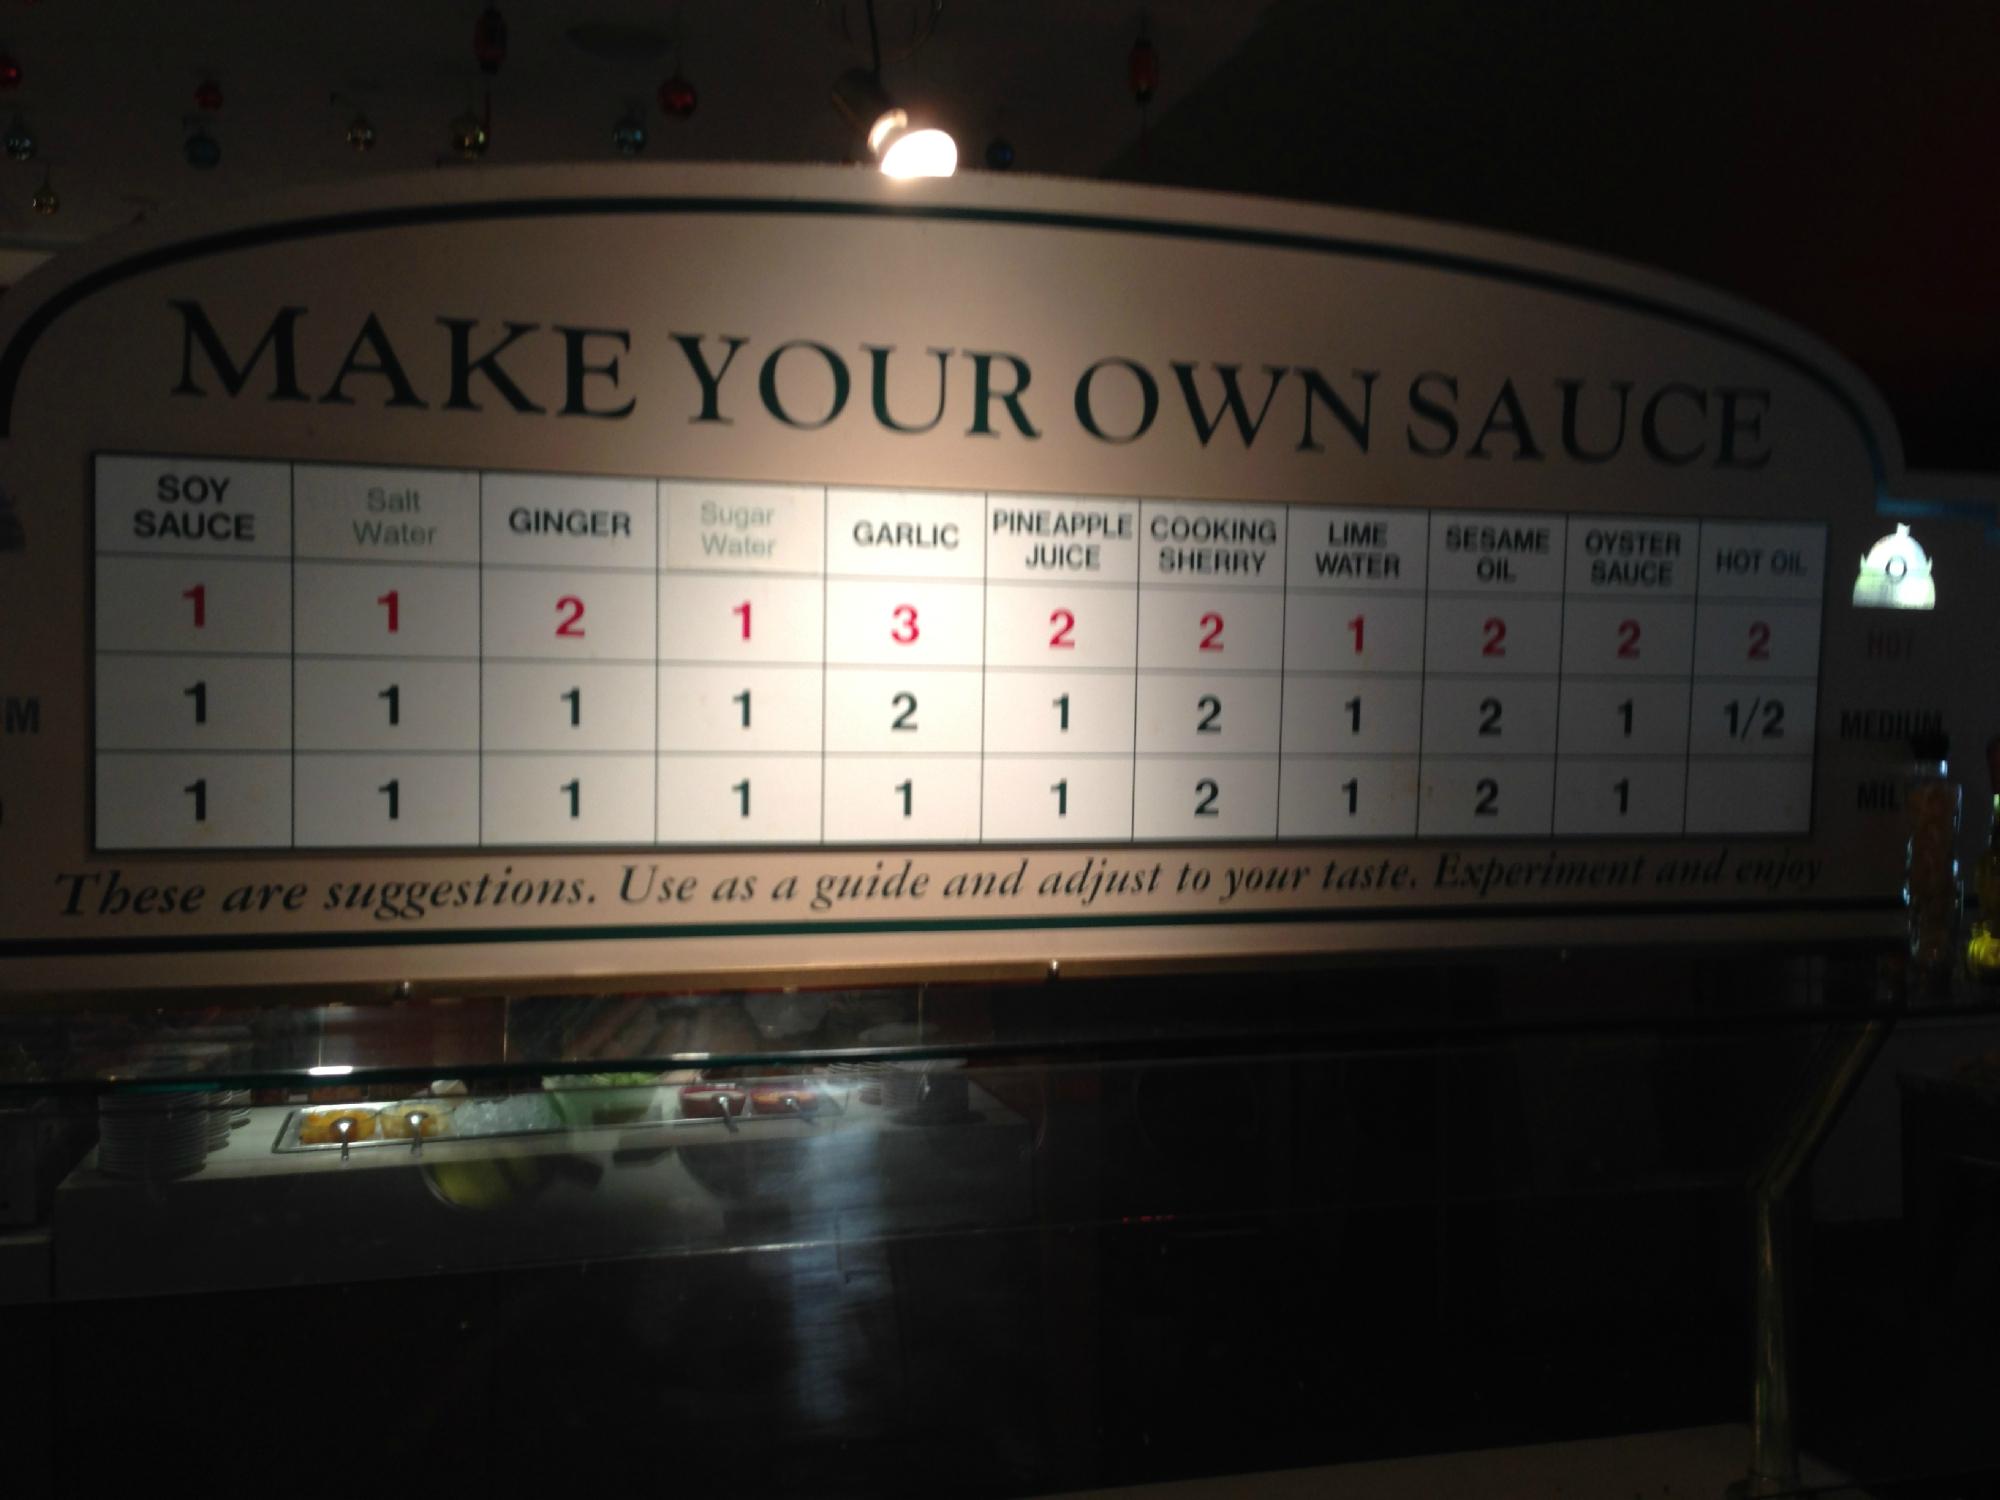 MAKE YOUR OWN SAUCE
SOY SAUCE Salt Water GINGER Sugar Water GARLIC PINEAPPLE JUICE COOKING SHERRY LIME WATER SESAME OIL OYSTER SAUCE HOT OIL
1 1 2 1 3 2 2 1 2 2 2 HOT
1 1 1 1 2 1 2 1 2 1 1/2 MEDIUM
1 1 1 1 1 1 2 1 2 1
These are suggestions. Use as a guide and adjust to your taste. Experiment and enjoy